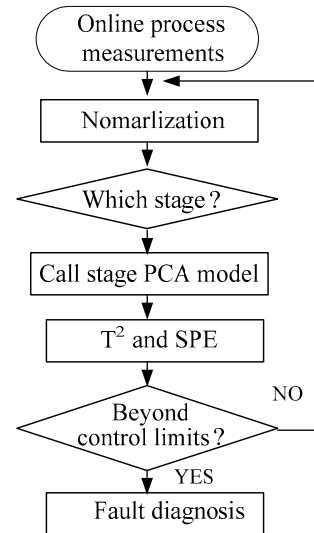 Online process
measurements
Nomarlization
Which stage?
Call stage PCA model
T² and SPE
Beyond
control limits?
NO
YES
Fault diagnosis